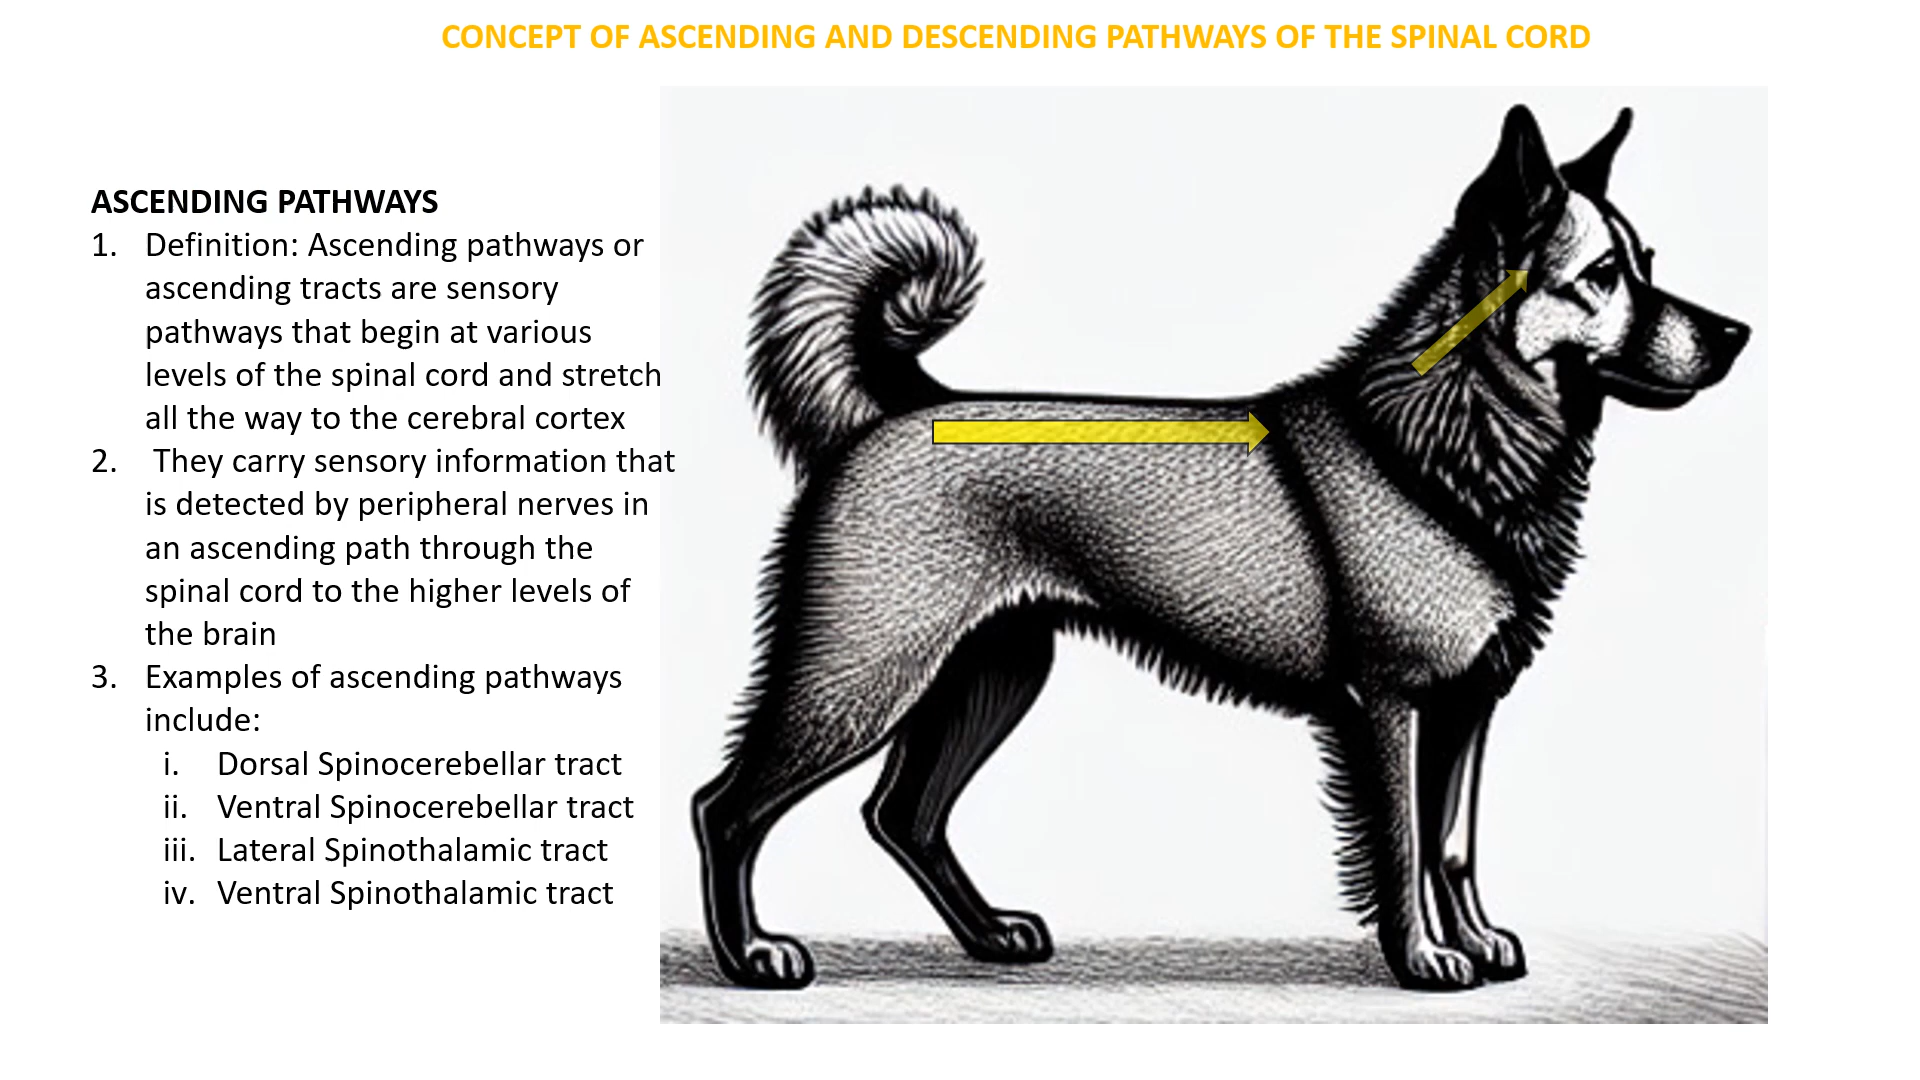 CONCEPT OF ASCENDING AND DESCENDING PATHWAYS OF THE SPINAL CORD
ASCENDING PATHWAYS
1. Definition: Ascending pathways or
ascending tracts are sensory
pathways that begin at various
levels of the spinal cord and stretch
all the way to the cerebral cortex
2. They carry sensory information that
is detected by peripheral nerves in
an ascending path through the
spinal cord to the higher levels of
the brain
3. Examples of ascending pathways
include:
i. Dorsal Spinocerebellar tract
ii. Ventral Spinocerebellar tract
iii. Lateral Spinothalamic tract
iv. Ventral Spinothalamic tract